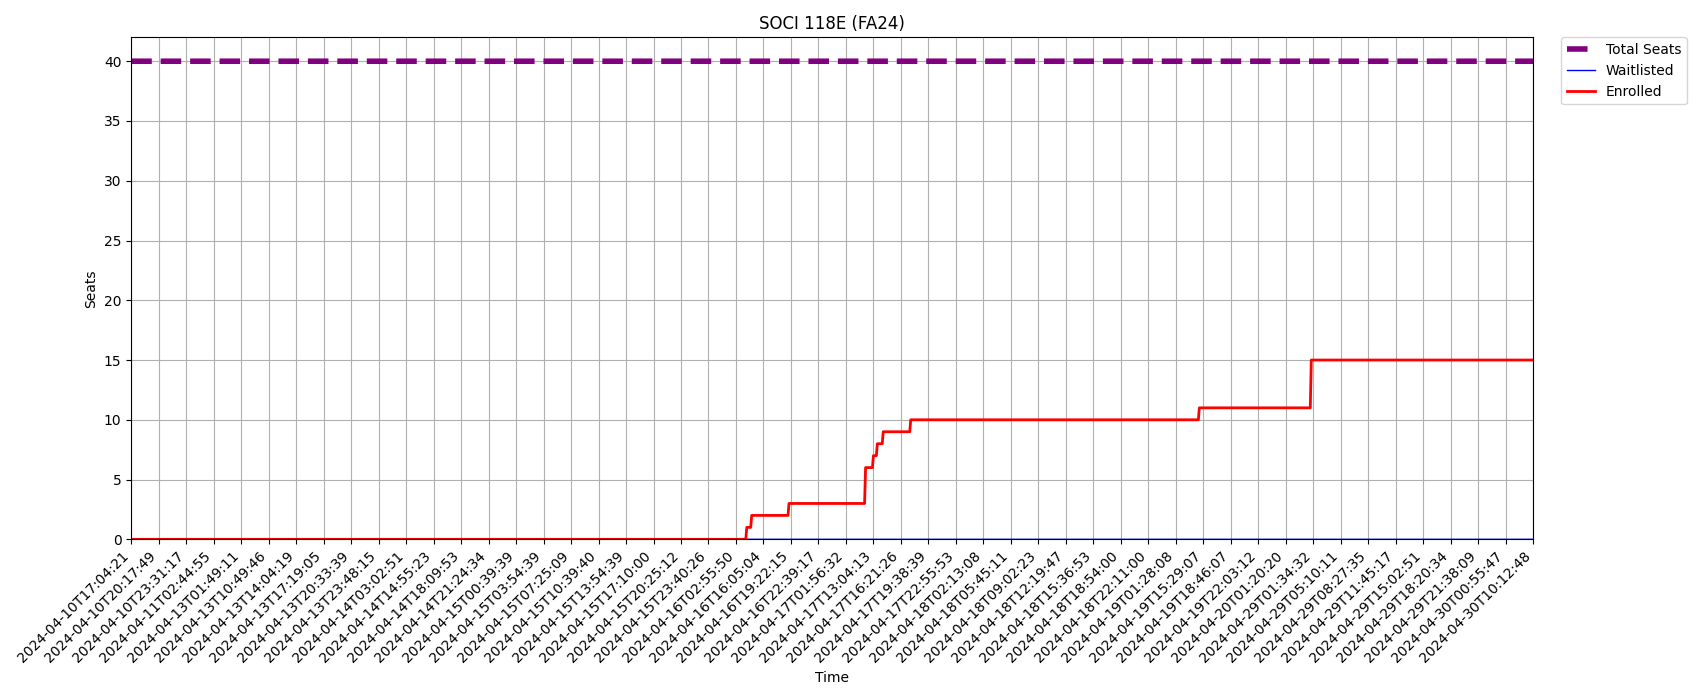 SOCI 118E (FA24)
Total Seats
Waitlisted
Enrolled
40
35
30
25
20
15
10
5
0
Seats
2024-04-10T17:04:21
2024-04-10T20:17:49
2024-04-10T23:31:17
2024-04-11T02:44:55
2024-04-13T01:49:11
2024-04-13T10:49:46
2024-04-13T14:04:19
2024-04-13T17:19:05
2024-04-13T20:33:39
2024-04-13T23:48:15
2024-04-14T03:02:51
2024-04-14T14:55:23
2024-04-14T18:09:53
2024-04-14T21:24:34
2024-04-15T00:39:39
2024-04-15T03:54:39
2024-04-15T07:25:09
2024-04-15T10:39:40
2024-04-15T13:54:39
2024-04-15T17:10:00
2024-04-15T20:25:12
2024-04-15T23:40:26
2024-04-16T02:55:50
2024-04-16T16:05:04
2024-04-16T19:22:15
2024-04-16T22:39:17
2024-04-17T01:56:32
2024-04-17T13:04:13
2024-04-17T16:21:26
2024-04-17T19:38:39
2024-04-17T22:55:53
2024-04-18T02:13:08
2024-04-18T05:45:11
2024-04-18T09:02:23
2024-04-18T12:19:47
2024-04-18T15:36:53
2024-04-18T18:54:00
2024-04-18T22:11:00
2024-04-19T01:28:08
2024-04-19T15:29:07
2024-04-19T18:46:07
2024-04-19T22:03:12
2024-04-20T01:20:20
2024-04-29T01:34:32
2024-04-29T05:10:11
2024-04-29T08:27:35
2024-04-29T11:45:17
2024-04-29T15:02:51
2024-04-29T18:20:34
2024-04-29T21:38:09
2024-04-30T00:55:47
2024-04-30T10:12:48
Time